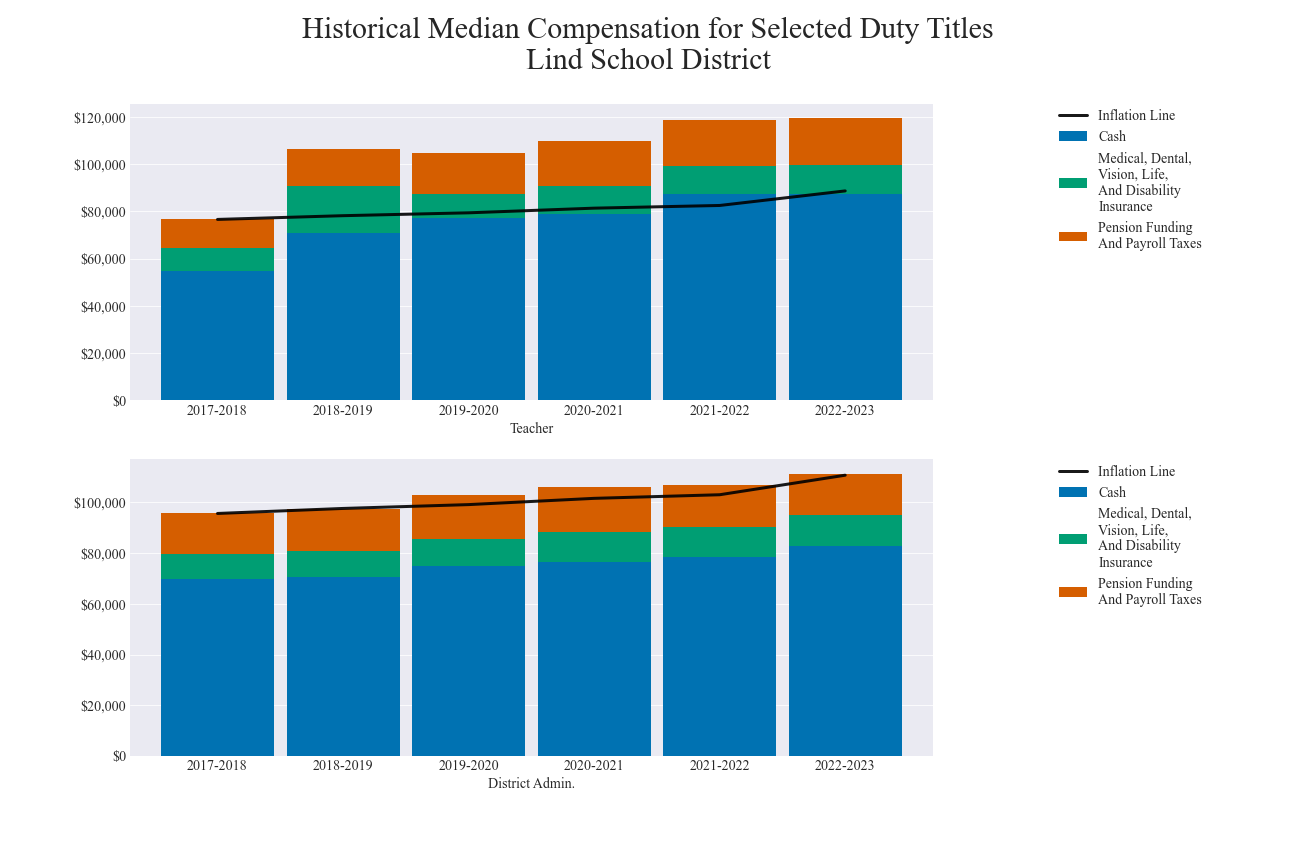 Historical Median Compensation for Selected Duty Titles
Lind School District
$120,000
$100,000
$80,000
$60,000
$40,000
$20,000
$0
2017-2018
2018-2019
2019-2020
2020-2021
2021-2022
2022-2023
Teacher
Inflation Line
Cash
Medical, Dental,
Vision, Life,
And Disability
Insurance
Pension Funding
And Payroll Taxes
$100,000
$80,000
$60,000
$40,000
$20,000
$0
2017-2018
2018-2019
2019-2020
2020-2021
2021-2022
2022-2023
District Admin.
Inflation Line
Cash
Medical, Dental,
Vision, Life,
And Disability
Insurance
Pension Funding
And Payroll Taxes